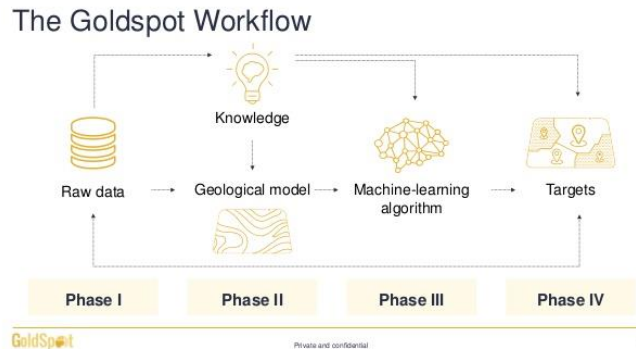 The Goldspot Workflow
Knowledge
Raw data
Geological model
Machine-learning
algorithm
Targets
Phase I
Phase II
Phase III
Phase IV
GoldSpot
Private and confidential